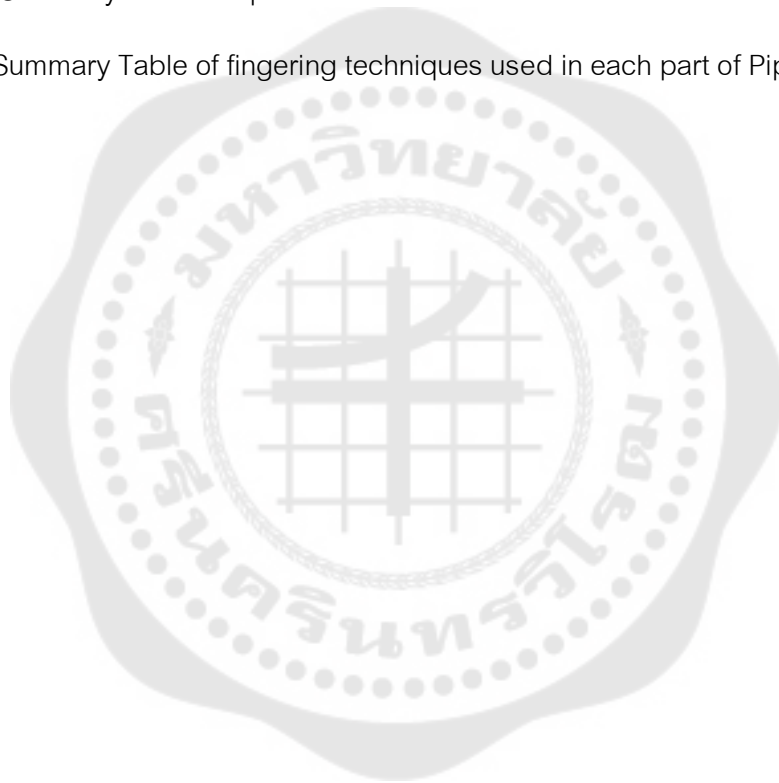 Summary Table of fingering techniques used in each part of Pip
มหาวิทยาลัย
ศรีนครินทรวิโรฒ